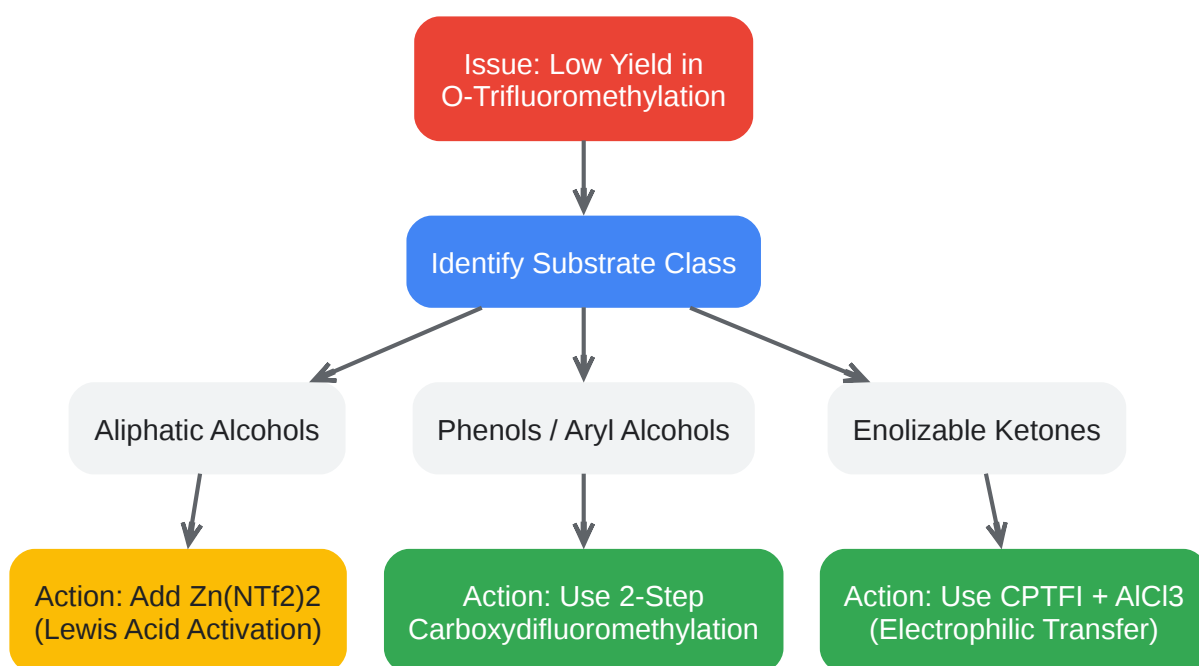 Issue: Low Yield in
O-Trifluoromethylation
Identify Substrate Class
Aliphatic Alcohols
Phenols / Aryl Alcohols
Enolizable Ketones
Action: Add Zn(NTf2)2
(Lewis Acid Activation)
Action: Use 2-Step
Carboxydifluoromethylation
Action: Use CPTFI + AlCl3
(Electrophilic Transfer)